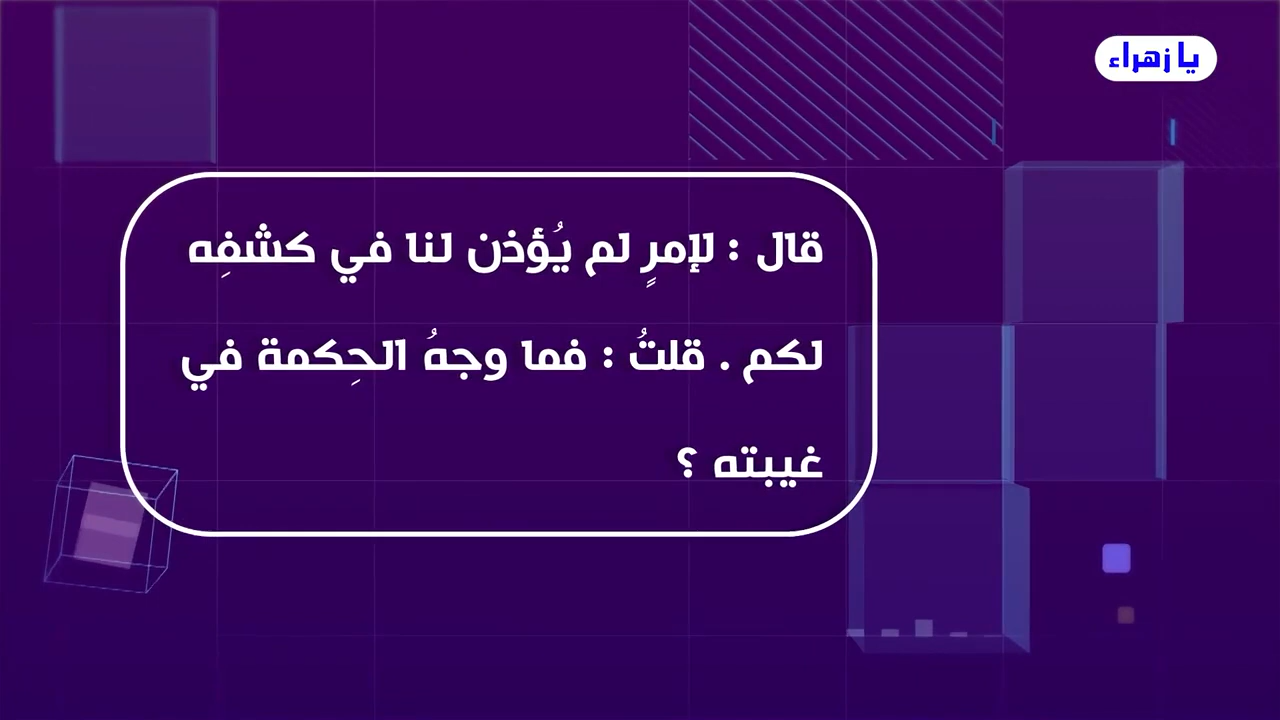 يا زهراء
قال : لإمرٍ لم يُؤذن لنا في كشفِه
لكم . قلتُ : فما وجهُ الحِكمة في
غيبته ؟